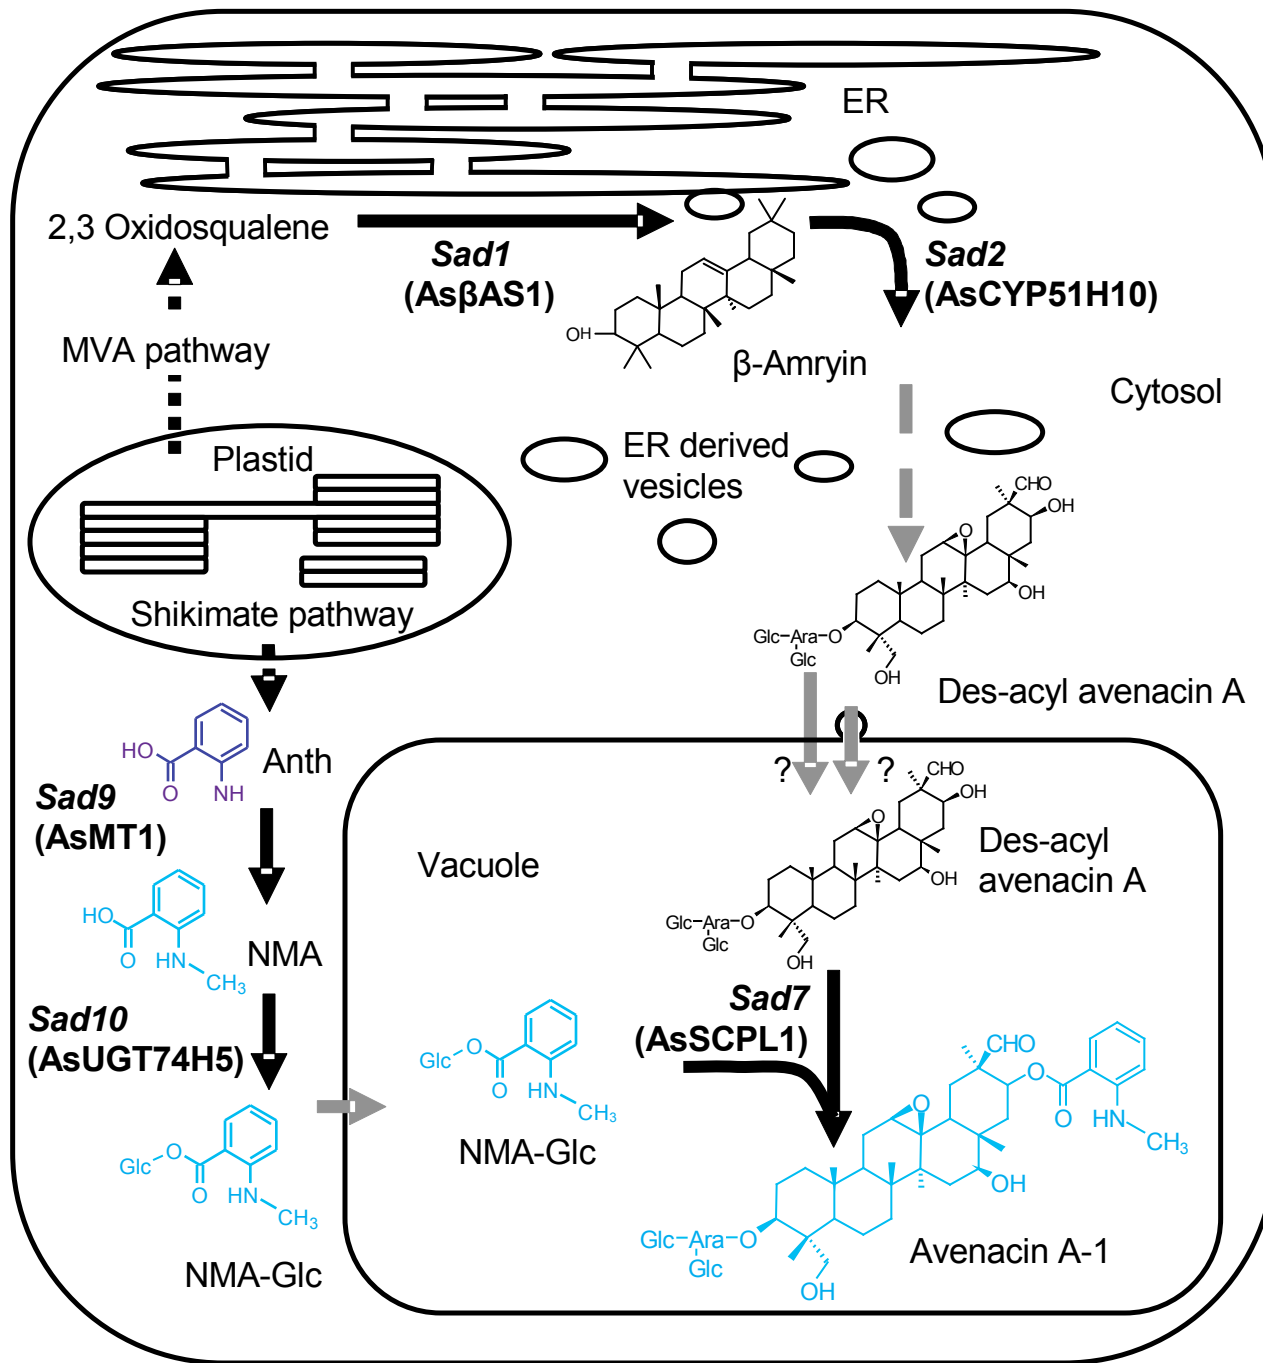 ER
2,3 Oxidosqualene
Sad1
(AsβAS1)
Sad2
(AsCYP51H10)
OH
β-Amryin
MVA pathway
Cytosol
Plastid
ER derived
vesicles
Shikimate pathway
CHO
OH
O
OH
Glc-Ara-O
Glc
OH
Des-acyl avenacin A
HO
O
NH
Anth
Sad9
(AsMT1)
HO
O
HN
CH3
NMA
Sad10
(AsUGT74H5)
Glc
O
O
HN
CH3
NMA-Glc
? ?
Vacuole
CHO
OH
O
OH
Glc-Ara-O
Glc
OH
Des-acyl
avenacin A
Sad7
(AsSCPL1)
Glc
O
O
HN
CH3
NMA-Glc
CHO
O
O
HN
CH3
O
OH
Glc-Ara-O
Glc
OH
Avenacin A-1